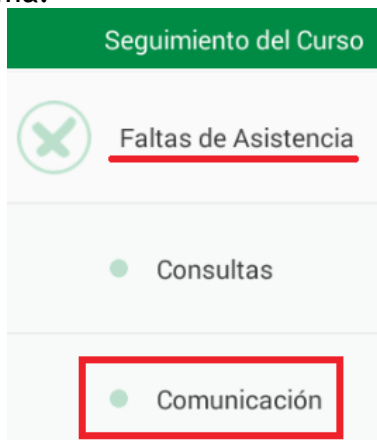 Seguimiento del Curso
Faltas de Asistencia
Consultas
Comunicación